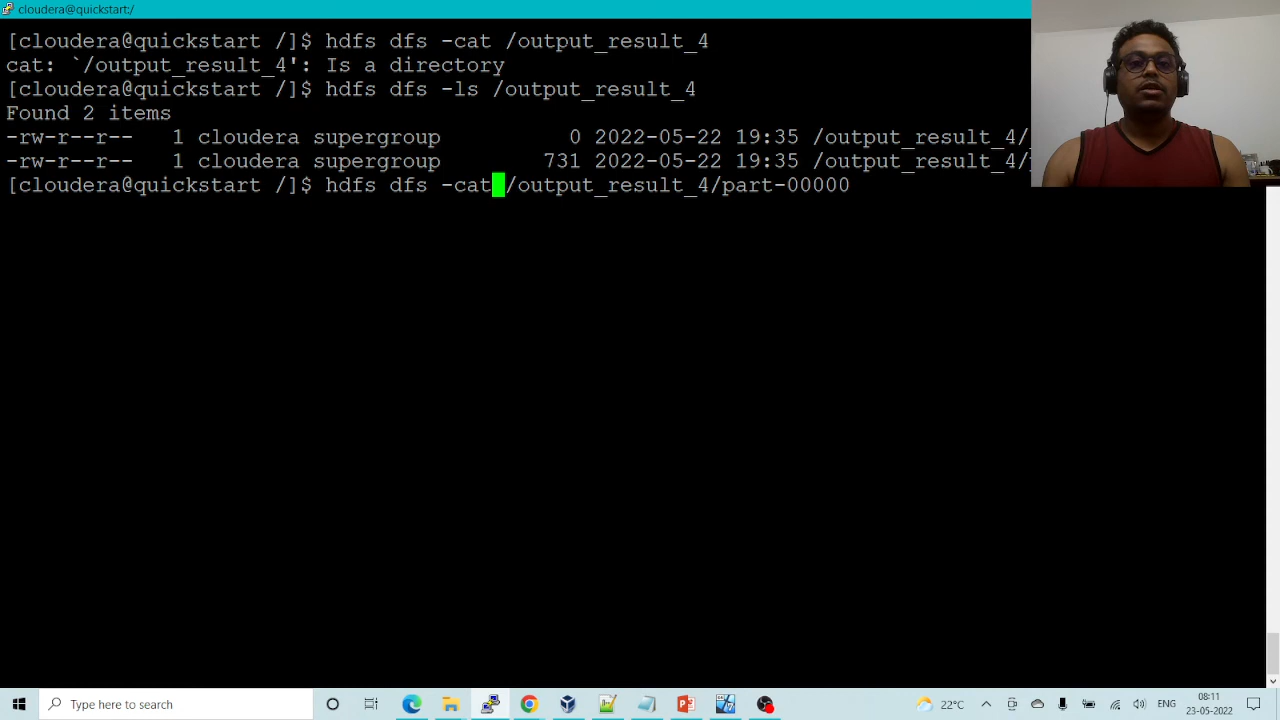 cloudera@quickstart:/
[cloudera@quickstart /]$ hdfs dfs -cat /output_result_4
cat: `/output_result_4': Is a directory
[cloudera@quickstart /]$ hdfs dfs -ls /output_result_4
Found 2 items
-rw-r--r-- 1 cloudera supergroup 0 2022-05-22 19:35 /output_result_4/
-rw-r--r-- 1 cloudera supergroup 731 2022-05-22 19:35 /output_result_4/
[cloudera@quickstart /]$ hdfs dfs -cat /output_result_4/part-00000
Type here to search
22°C
ENG
08:11
23-05-2022